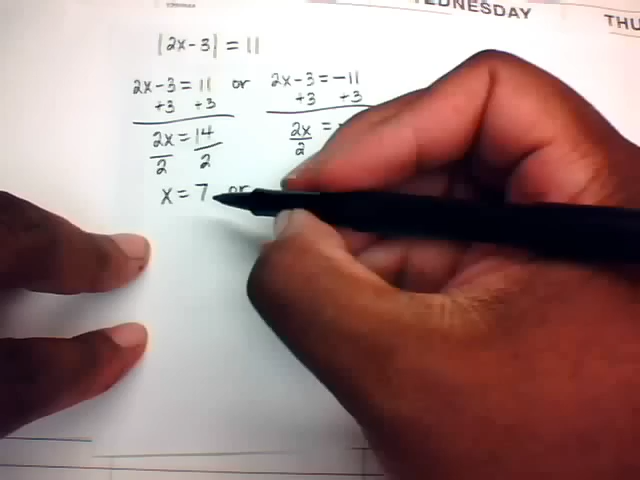 WEDNESDAY THU
|2x-3| = 11
2x-3 = 11 or 2x-3 = -11
+3 +3 +3 +3
2x = 14 2x = -
2 2 2
x = 7 or